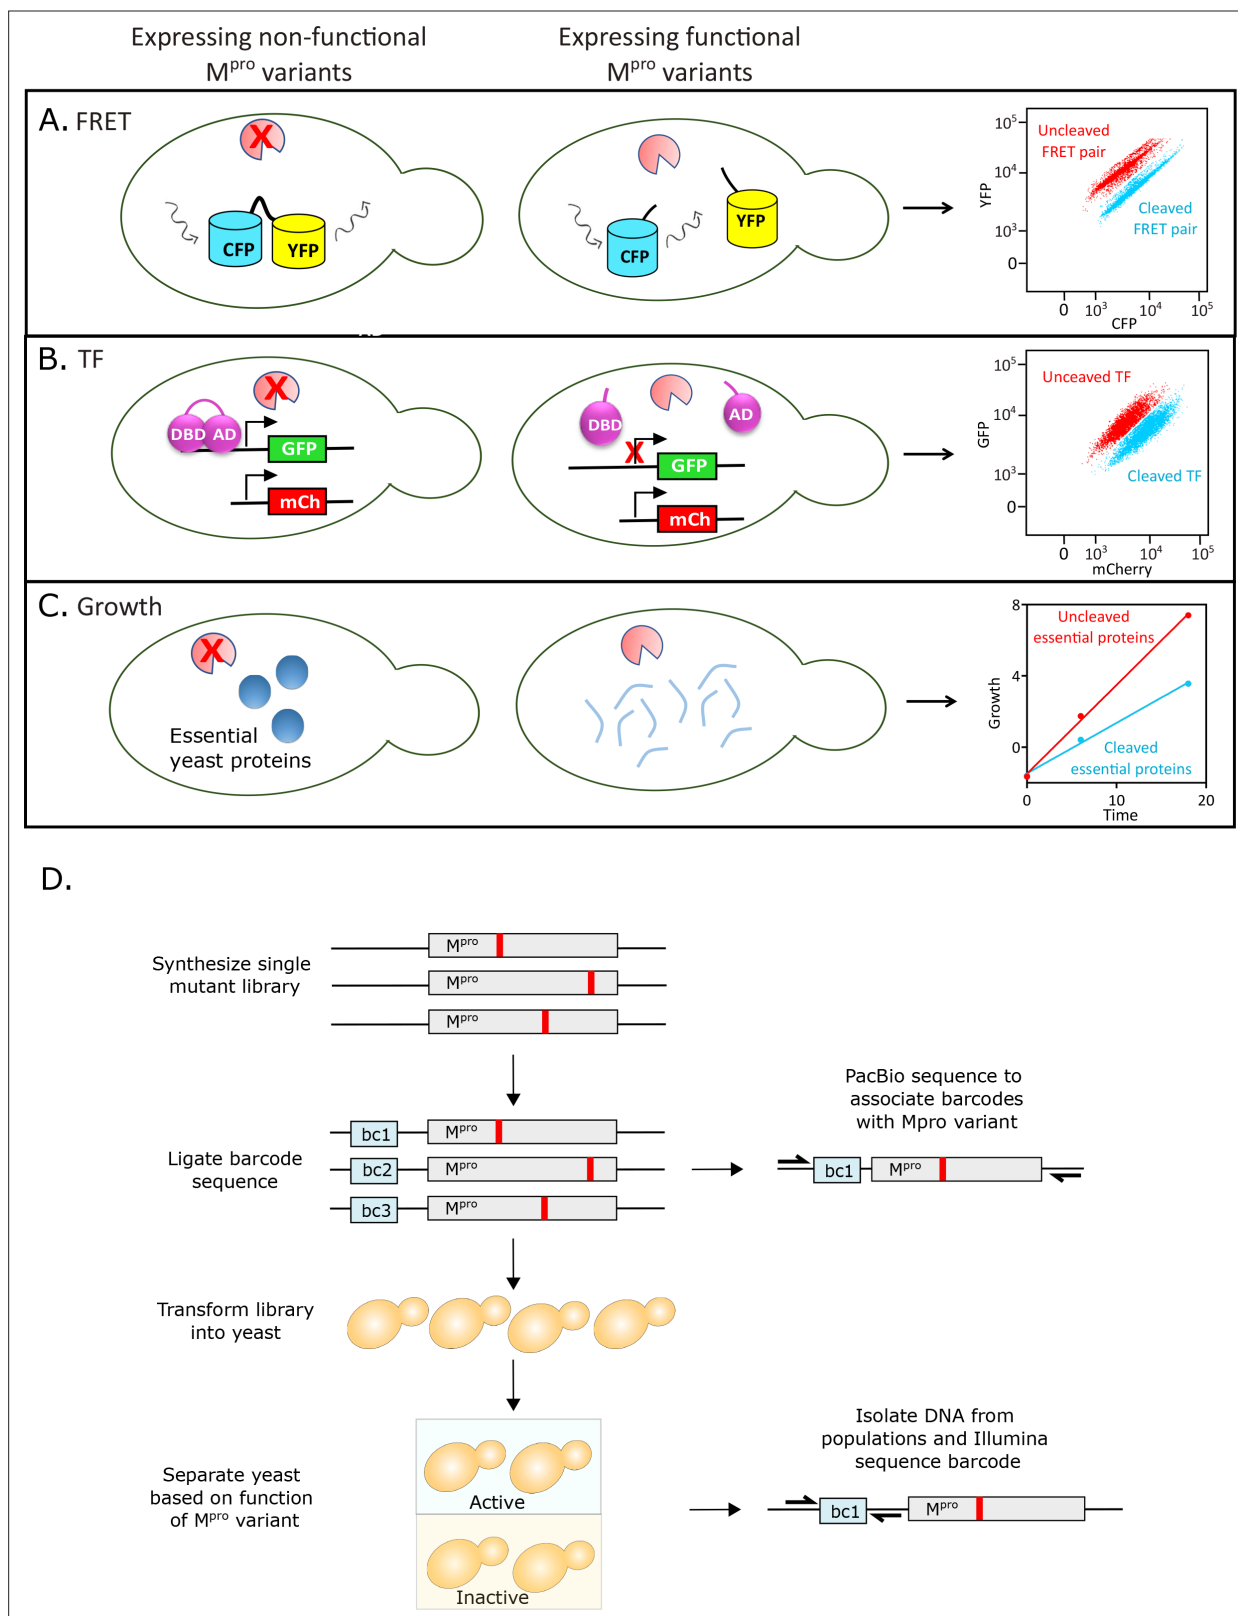 Expressing non-functional
Mᵖʳᵒ variants
Expressing functional
Mᵖʳᵒ variants
A. FRET
X
CFP
YFP
CFP
YFP
YFP
10⁵
10⁴
10³
0
Uncleaved
FRET pair
Cleaved
FRET pair
0
10³
10⁴
10⁵
CFP
B. TF
X
DBD
AD
GFP
mCh
DBD
AD
X
GFP
mCh
GFP
10⁵
10⁴
10³
0
Unceaved TF
Cleaved TF
0
10³
10⁴
10⁵
mCherry
C. Growth
X
Essential
yeast proteins
Growth
8
4
0
Uncleaved
essential proteins
Cleaved
essential proteins
0
10
20
Time
D.
Synthesize single
mutant library
Mᵖʳᵒ
Mᵖʳᵒ
Mᵖʳᵒ
Ligate barcode
sequence
bc1
Mᵖʳᵒ
bc2
Mᵖʳᵒ
bc3
Mᵖʳᵒ
PacBio sequence to
associate barcodes
with Mpro variant
bc1
Mᵖʳᵒ
Transform library
into yeast
Separate yeast
based on function
of Mᵖʳᵒ variant
Active
Inactive
Isolate DNA from
populations and Illumina
sequence barcode
bc1
Mᵖʳᵒ